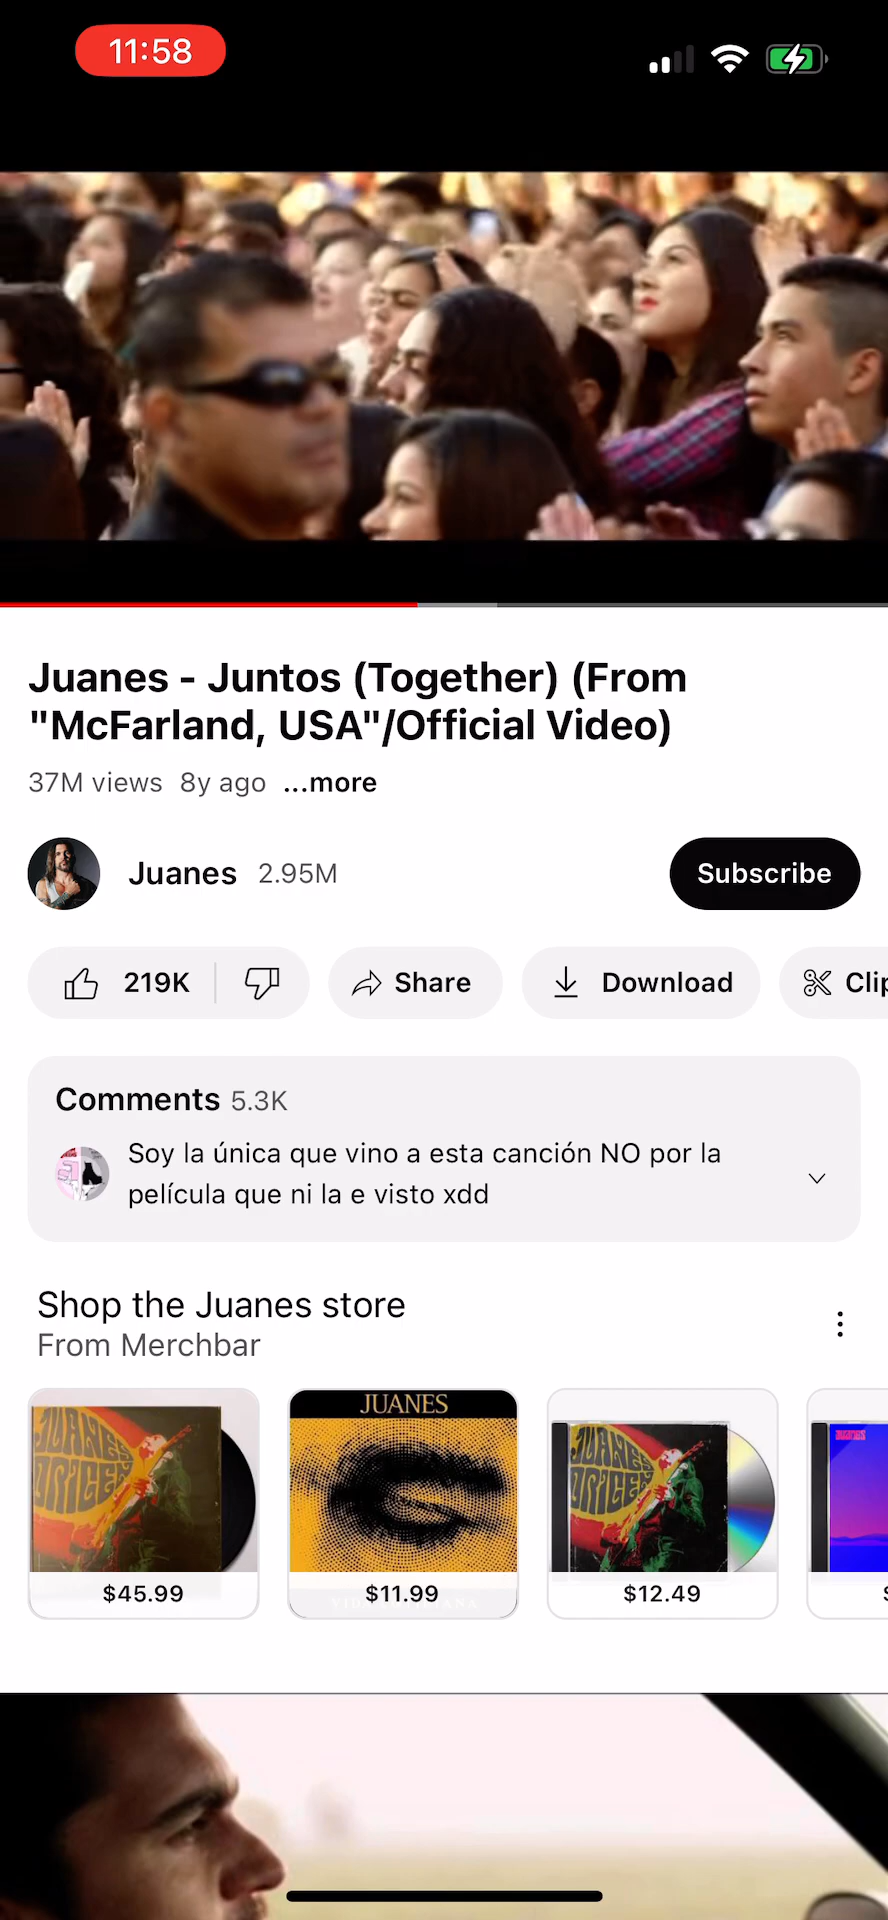 11:58
Juanes - Juntos (Together) (From
"McFarland, USA"/Official Video)
37M views 8y ago ...more
Juanes 2.95M
Subscribe
219K
Share
Download
Comments 5.3K
Soy la única que vino a esta canción NO por la
película que ni la e visto xdd
Shop the Juanes store
From Merchbar
JUANES
$45.99
$11.99
$12.49